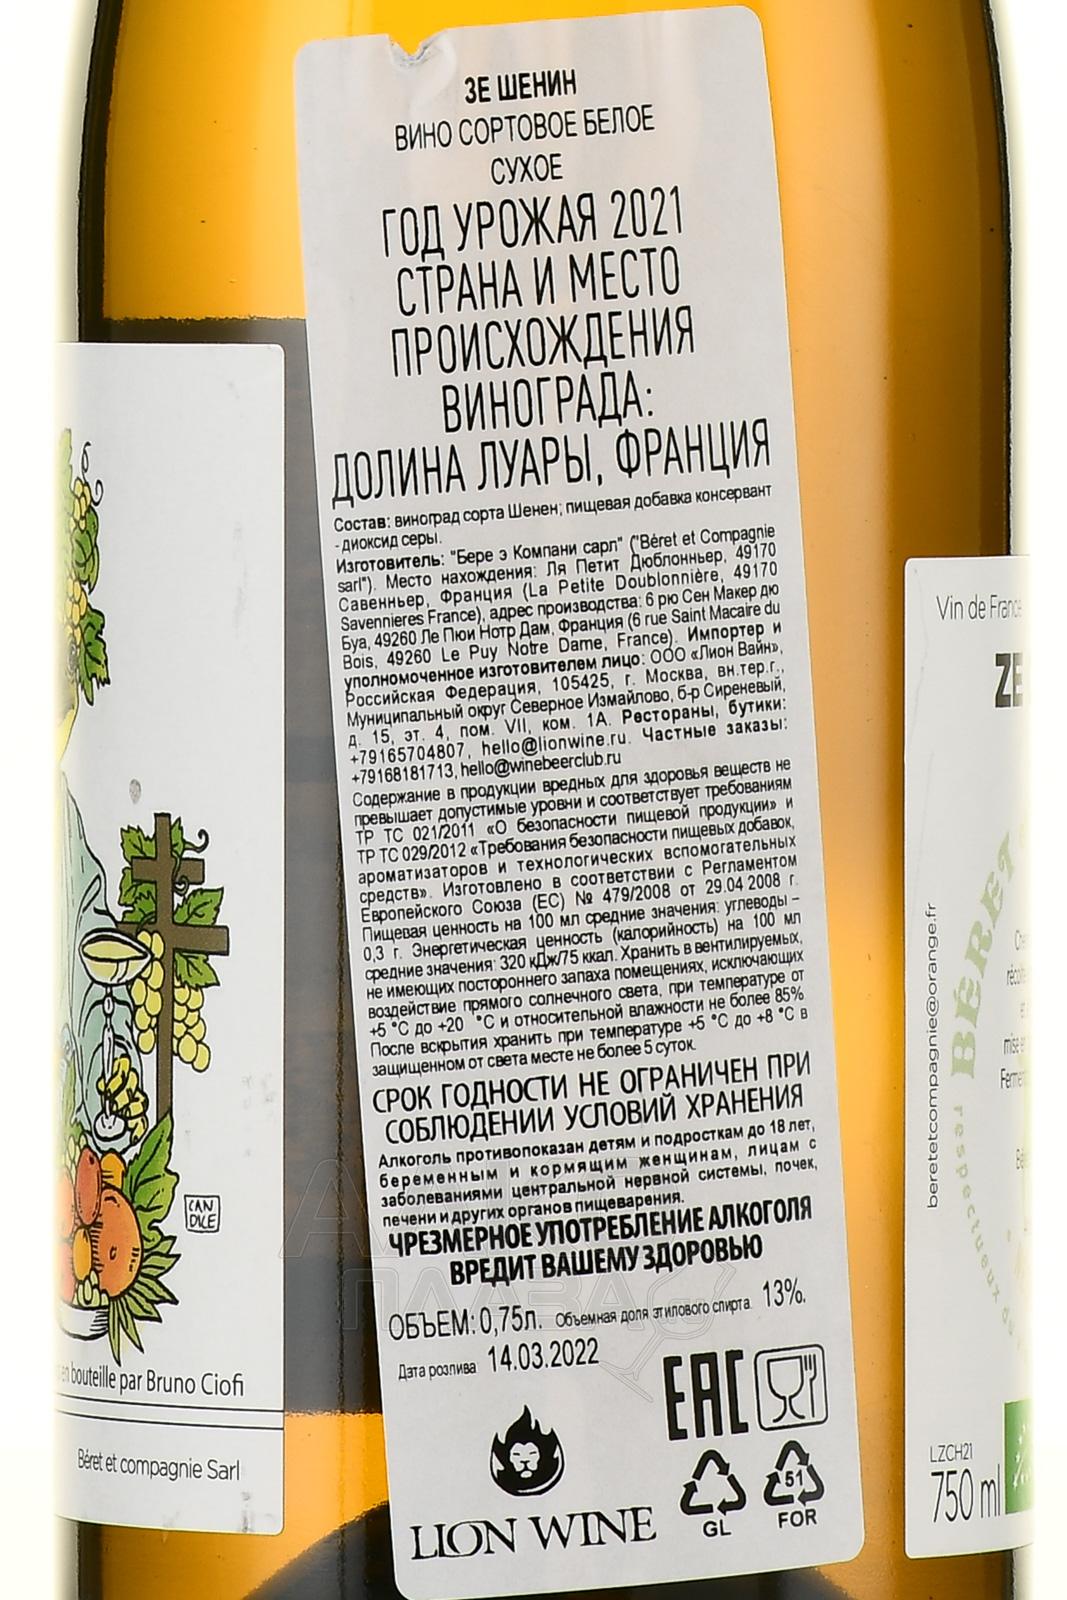 ЗЕ ШЕНИН
ВИНО СОРТОВОЕ БЕЛОЕ
СУХОЕ
ГОД УРОЖАЯ 2021
СТРАНА И МЕСТО
ПРОИСХОЖДЕНИЯ
ВИНОГРАДА:
ДОЛИНА ЛУАРЫ, ФРАНЦИЯ
Состав: виноград сорта Шенен; пищевая добавка консервант
- диоксид серы.
Изготовитель: "Бере э Компани сарл" ("Béret et Compagnie
sarl"). Место нахождения: Ля Петит Дюблонньер, 49170
Савенньер, Франция (La Petite Doublonnière, 49170
Savennieres France), адрес производства: 6 рю Сен Макер дю
Буа, 49260 Ле Пюи Нотр Дам, Франция (6 rue Saint Macaire du
Bois, 49260 Le Puy Notre Dame, France). Импортер и
уполномоченное изготовителем лицо: ООО «Лион Вайн»,
Российская Федерация, 105425, г. Москва, вн.тер.г.,
Муниципальный округ Северное Измайлово, б-р Сиреневый,
д. 15, эт. 4, пом. VII, ком. 1А. Рестораны, бутики:
+79165704807, hello@lionwine.ru. Частные заказы:
+79168181713, hello@winebeerclub.ru
Содержание в продукции вредных для здоровья веществ не
превышает допустимые уровни и соответствует требованиям
ТР ТС 021/2011 «О безопасности пищевой продукции» и
ТР ТС 029/2012 «Требования безопасности пищевых добавок,
ароматизаторов и технологических вспомогательных
средств». Изготовлено в соответствии с Регламентом
Европейского Союза (ЕС) № 479/2008 от 29.04 2008 г.
Пищевая ценность на 100 мл средние значения: углеводы –
0,3 г. Энергетическая ценность (калорийность) на 100 мл
средние значения: 320 кДж/75 ккал. Хранить в вентилируемых,
не имеющих постороннего запаха помещениях, исключающих
воздействие прямого солнечного света, при температуре от
+5 °С до +20 °С и относительной влажности не более 85%
После вскрытия хранить при температуре +5 °С до +8 °С в
защищенном от света месте не более 5 суток.
СРОК ГОДНОСТИ НЕ ОГРАНИЧЕН ПРИ
СОБЛЮДЕНИИ УСЛОВИЙ ХРАНЕНИЯ
Алкоголь противопоказан детям и подросткам до 18 лет,
беременным и кормящим женщинам, лицам с
заболеваниями центральной нервной системы, почек,
печени и других органов пищеварения.
ЧРЕЗМЕРНОЕ УПОТРЕБЛЕНИЕ АЛКОГОЛЯ
ВРЕДИТ ВАШЕМУ ЗДОРОВЬЮ
ОБЪЕМ: 0,75л. Объемная доля этилового спирта 13%.
Дата розлива 14.03.2022
EAC
LION WINE
GL
51
FOR
CAN
DICE
en bouteille par Bruno Ciofi
Béret et compagnie Sarl
Vin de France
ZE
BÉRET
respectueux
beretetcompagnie@orange.fr
mise en
LZCH21
750 ml